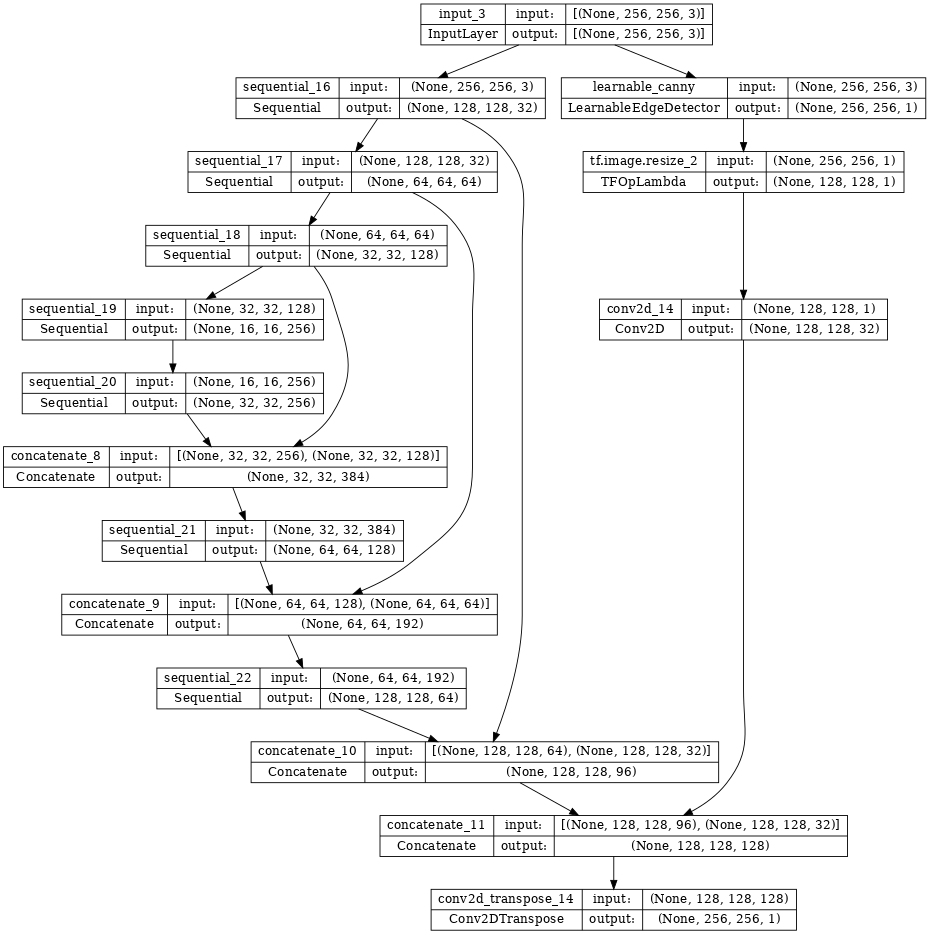 input_3 input: [(None, 256, 256, 3)]
InputLayer output: [(None, 256, 256, 3)]
sequential_16 input: (None, 256, 256, 3)
Sequential output: (None, 128, 128, 32)
learnable_canny input: (None, 256, 256, 3)
LearnableEdgeDetector output: (None, 256, 256, 1)
sequential_17 input: (None, 128, 128, 32)
Sequential output: (None, 64, 64, 64)
tf.image.resize_2 input: (None, 256, 256, 1)
TFOpLambda output: (None, 128, 128, 1)
sequential_18 input: (None, 64, 64, 64)
Sequential output: (None, 32, 32, 128)
sequential_19 input: (None, 32, 32, 128)
Sequential output: (None, 16, 16, 256)
conv2d_14 input: (None, 128, 128, 1)
Conv2D output: (None, 128, 128, 32)
sequential_20 input: (None, 16, 16, 256)
Sequential output: (None, 32, 32, 256)
concatenate_8 input: [(None, 32, 32, 256), (None, 32, 32, 128)]
Concatenate output: (None, 32, 32, 384)
sequential_21 input: (None, 32, 32, 384)
Sequential output: (None, 64, 64, 128)
concatenate_9 input: [(None, 64, 64, 128), (None, 64, 64, 64)]
Concatenate output: (None, 64, 64, 192)
sequential_22 input: (None, 64, 64, 192)
Sequential output: (None, 128, 128, 64)
concatenate_10 input: [(None, 128, 128, 64), (None, 128, 128, 32)]
Concatenate output: (None, 128, 128, 96)
concatenate_11 input: [(None, 128, 128, 96), (None, 128, 128, 32)]
Concatenate output: (None, 128, 128, 128)
conv2d_transpose_14 input: (None, 128, 128, 128)
Conv2DTranspose output: (None, 256, 256, 1)